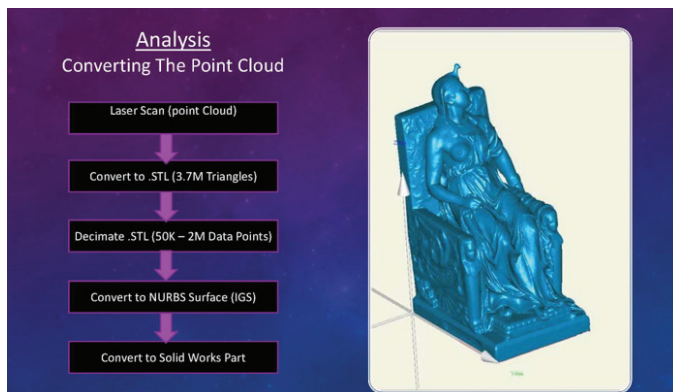 Analysis
Converting The Point Cloud
Laser Scan (point Cloud)
Convert to .STL (3.7M Triangles)
Decimate .STL (50K – 2M Data Points)
Convert to NURBS Surface (IGS)
Convert to Solid Works Part